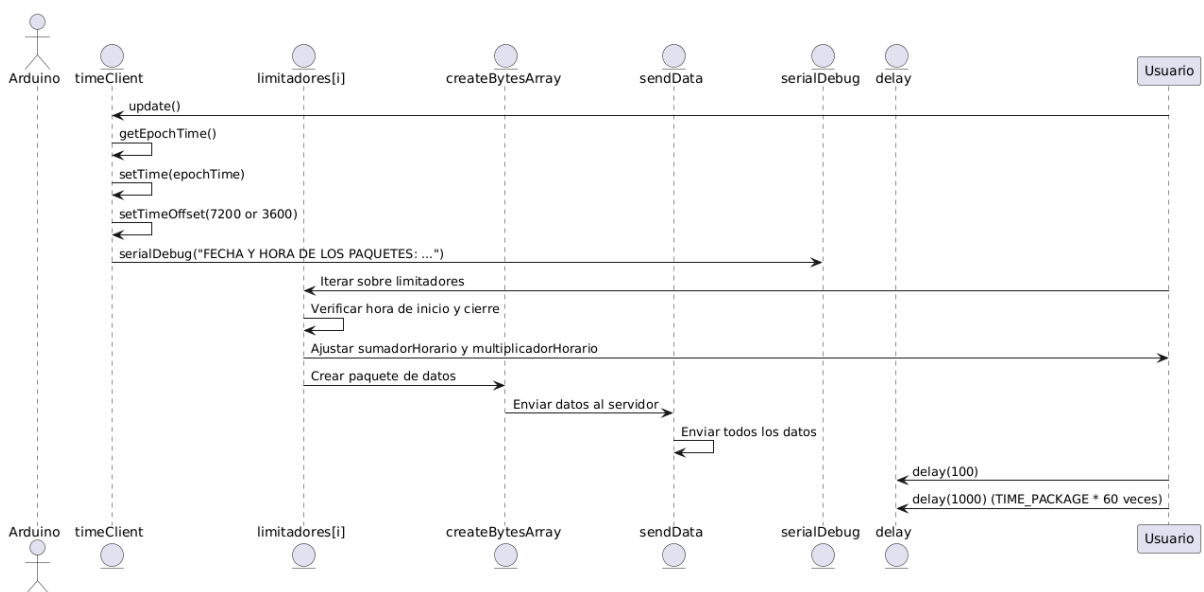 Arduino
timeClient
limitadores[i]
createBytesArray
sendData
serialDebug
delay
Usuario
update()
getEpochTime()
setTime(epochTime)
setTimeOffset(7200 or 3600)
serialDebug("FECHA Y HORA DE LOS PAQUETES: ...")
Iterar sobre limitadores
Verificar hora de inicio y cierre
Ajustar sumadorHorario y multiplicadorHorario
Crear paquete de datos
Enviar datos al servidor
Enviar todos los datos
delay(100)
delay(1000) (TIME_PACKAGE * 60 veces)
Arduino
timeClient
limitadores[i]
createBytesArray
sendData
serialDebug
delay
Usuario